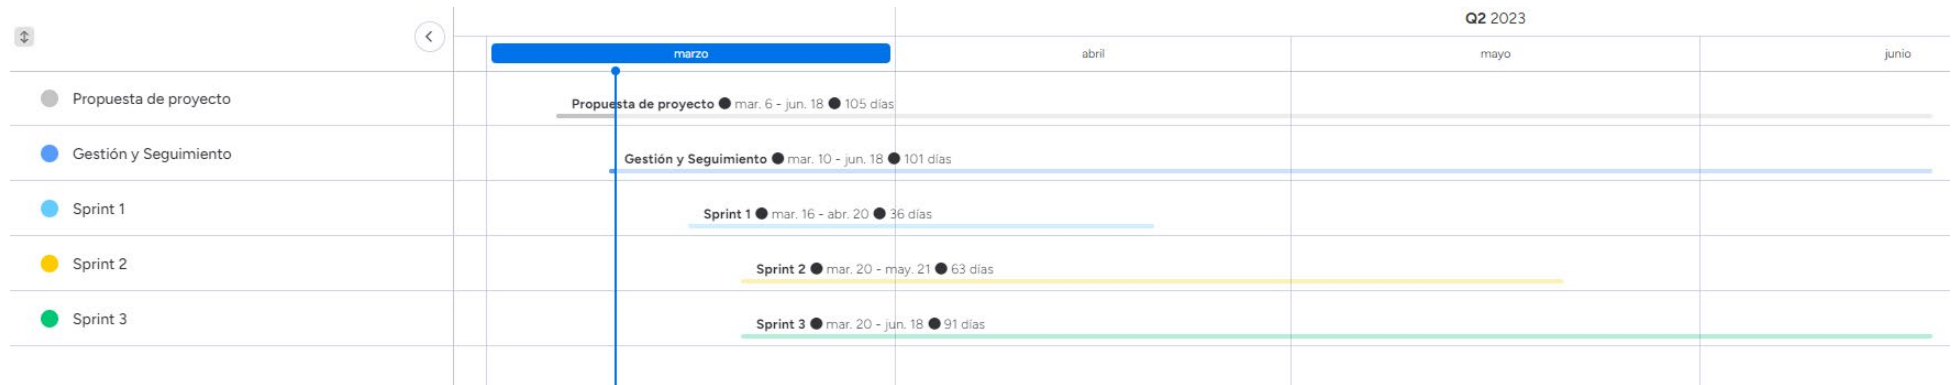 Q2 2023
marzo abril mayo junio
Propuesta de proyecto
Propuesta de proyecto ● mar. 6 - jun. 18 ● 105 días
Gestión y Seguimiento
Gestión y Seguimiento ● mar. 10 - jun. 18 ● 101 días
Sprint 1
Sprint 1 ● mar. 16 - abr. 20 ● 36 días
Sprint 2
Sprint 2 ● mar. 20 - may. 21 ● 63 días
Sprint 3
Sprint 3 ● mar. 20 - jun. 18 ● 91 días